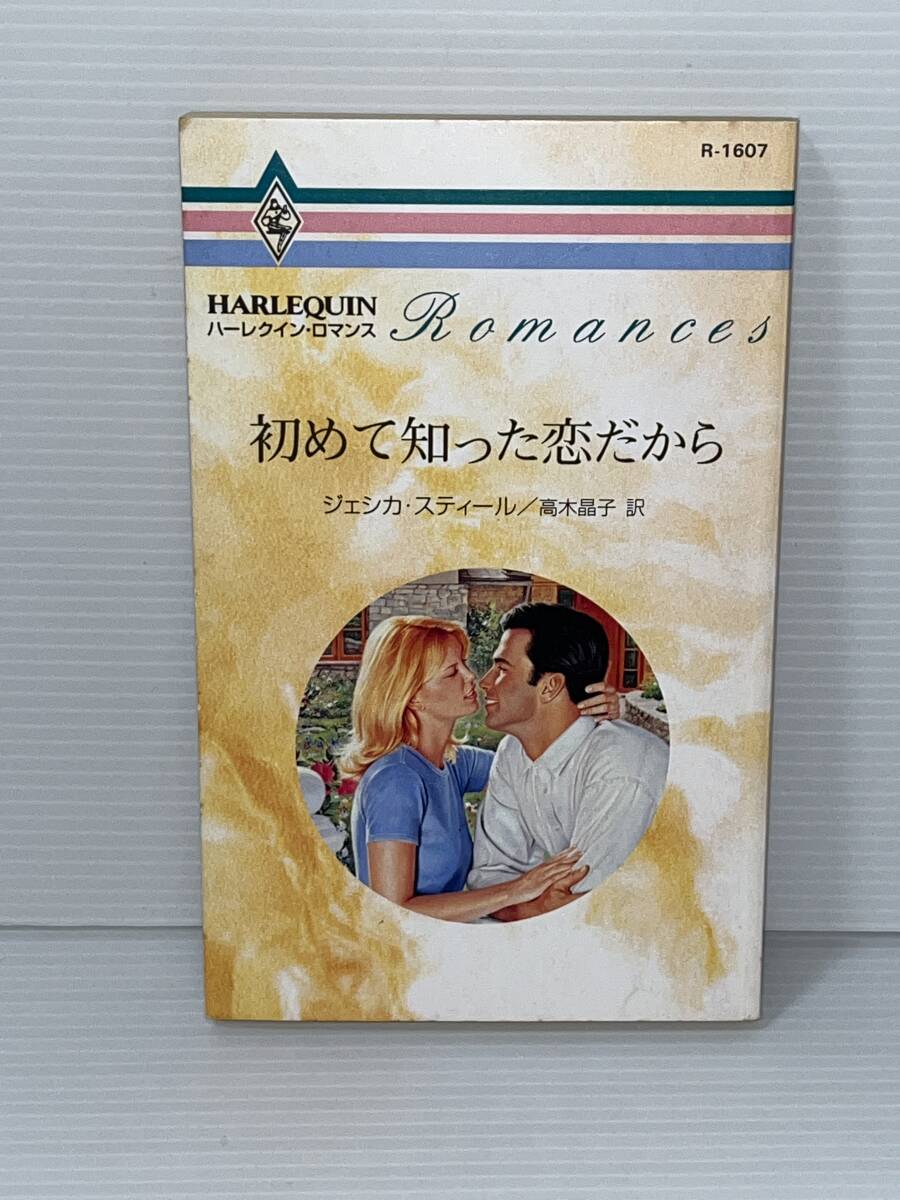 R-1607
HARLEQUIN
ハーレクイン・ロマンス
Romances
初めて知った恋だから
ジェシカ・スティール／高木晶子 訳